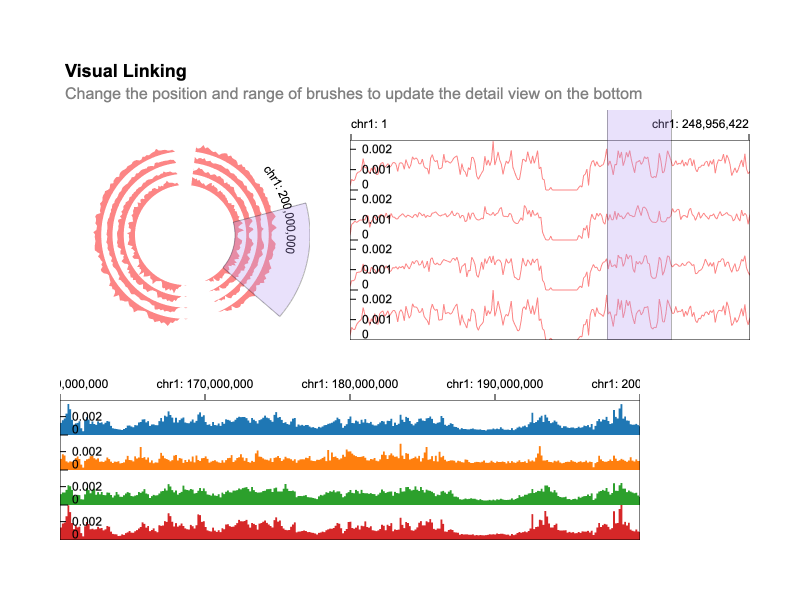 Visual Linking
Change the position and range of brushes to update the detail view on the bottom
chr1: 1
chr1: 248,956,422
0.002
0.001
0
0.002
0.001
0
0.002
0.001
0
0.002
0.001
0
chr1: 200,000,000
0,000,000
chr1: 170,000,000
chr1: 180,000,000
chr1: 190,000,000
chr1: 200
0.002
0
0.002
0
0.002
0
0.002
0